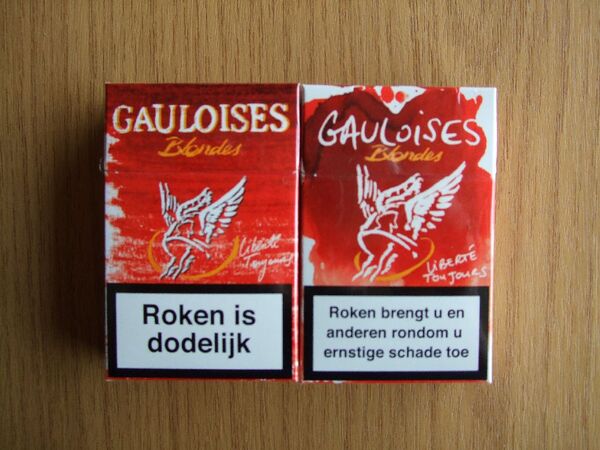 GAULOISES
Blondes
Liberté
toujours
Roken is
dodelijk
GAULOISES
Blondes
LIBERTÉ
toujours
Roken brengt u en
anderen rondom u
ernstige schade toe